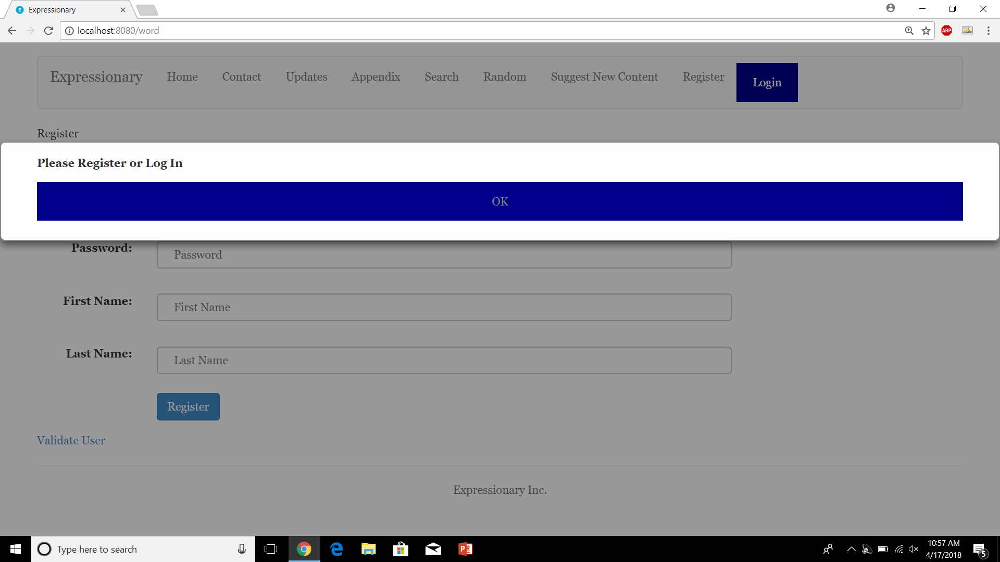 E Expressionary
localhost:8080/word
ABP
Expressionary Home Contact Updates Appendix Search Random Suggest New Content Register Login
Register
Please Register or Log In
OK
Password: Password
First Name: First Name
Last Name: Last Name
Register
Validate User
Expressionary Inc.
Type here to search
10:57 AM
4/17/2018
5